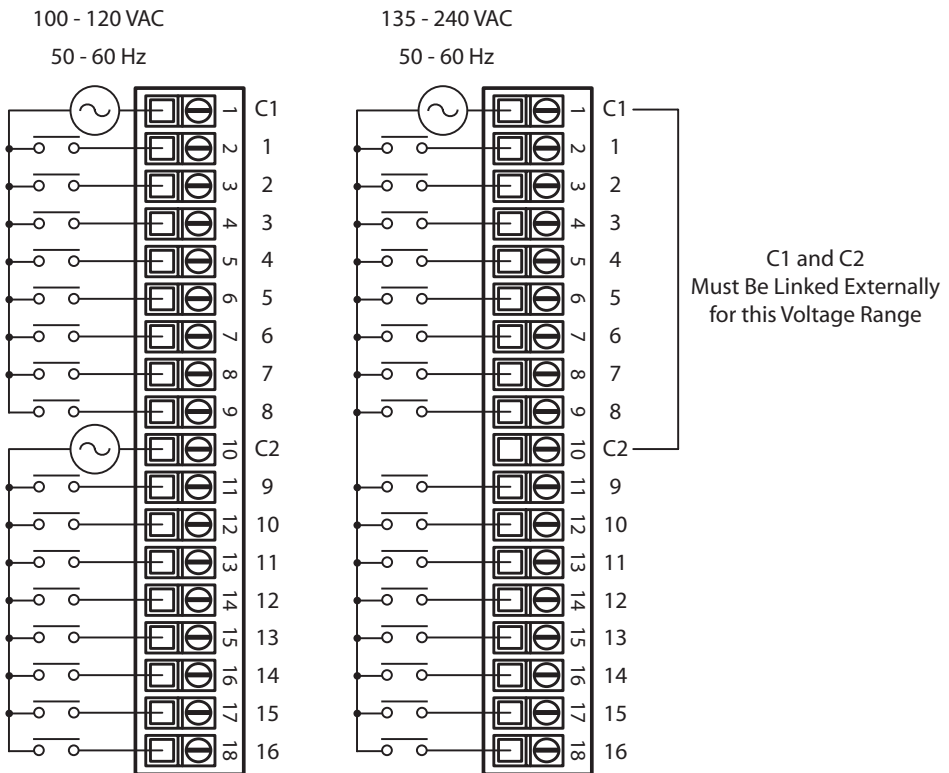 100 - 120 VAC
50 - 60 Hz
1 C1
2 1
3 2
4 3
5 4
6 5
7 6
8 7
9 8
10 C2
11 9
12 10
13 11
14 12
15 13
16 14
17 15
18 16
135 - 240 VAC
50 - 60 Hz
1 C1
2 1
3 2
4 3
5 4
6 5
7 6
8 7
9 8
10 C2
11 9
12 10
13 11
14 12
15 13
16 14
17 15
18 16
C1 and C2
Must Be Linked Externally
for this Voltage Range